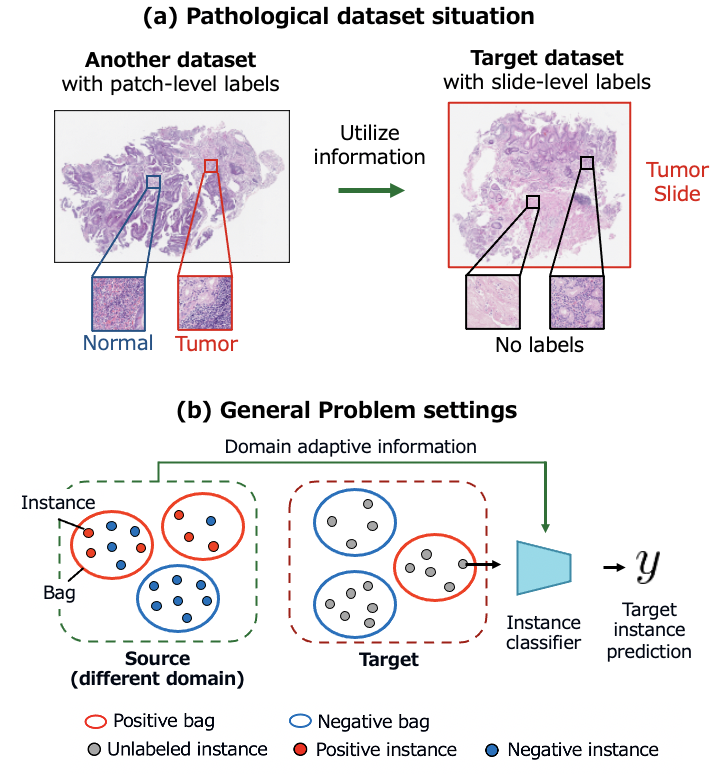 (a) Pathological dataset situation
Another dataset
with patch-level labels
Target dataset
with slide-level labels
Utilize
information
Tumor
Slide
Normal
Tumor
No labels
(b) General Problem settings
Domain adaptive information
Instance
Bag
Source
(different domain)
Target
Instance
classifier
y
Target
instance
prediction
Positive bag
Negative bag
Unlabeled instance
Positive instance
Negative instance